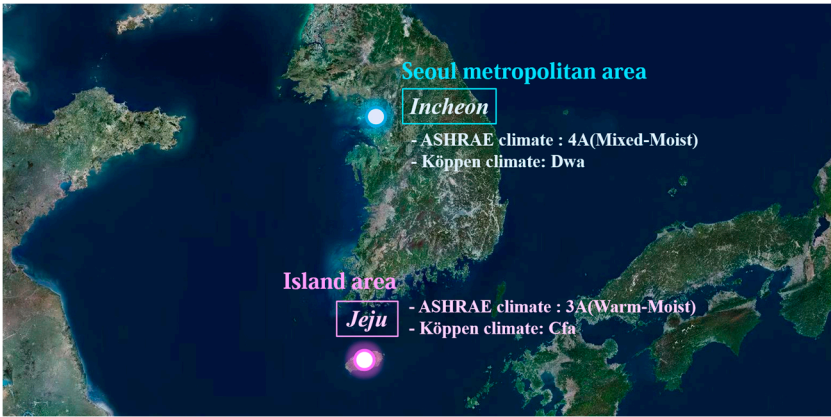 Seoul metropolitan area
Incheon
- ASHRAE climate : 4A(Mixed-Moist)
- Köppen climate: Dwa
Island area
Jeju
- ASHRAE climate : 3A(Warm-Moist)
- Köppen climate: Cfa